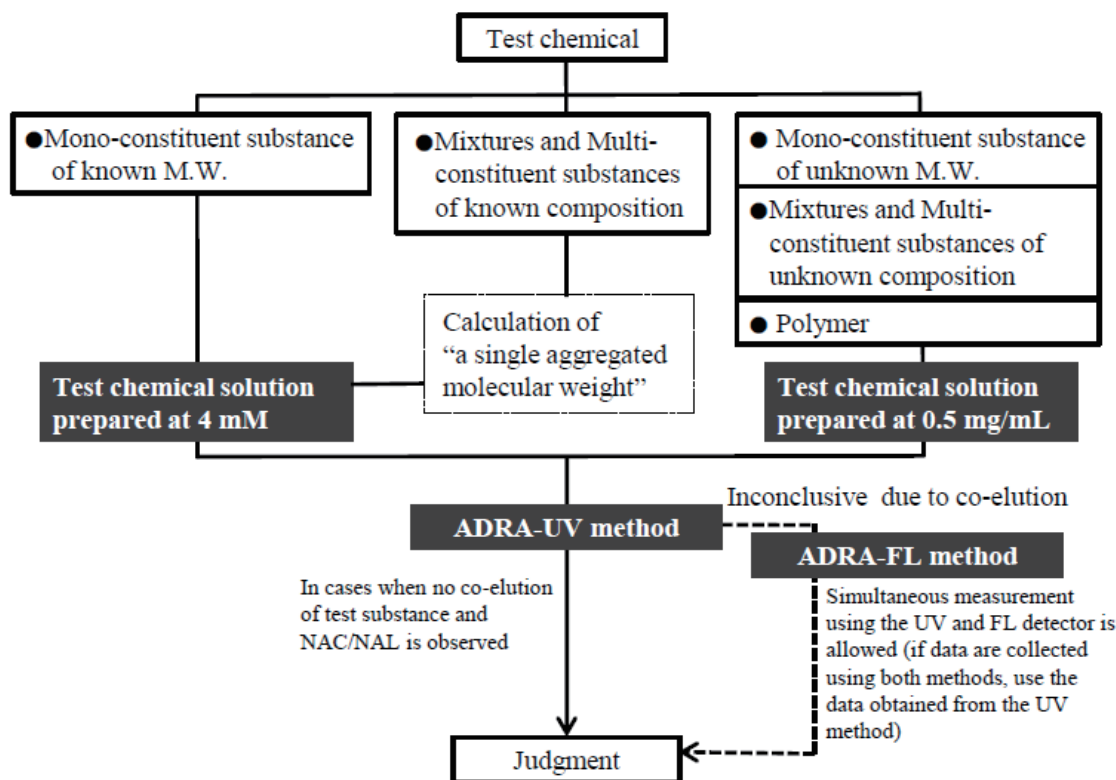 Test chemical
●Mono-constituent substance
of known M.W.
●Mixtures and Multi-
constituent substances
of known composition
●Mono-constituent substance
of unknown M.W.
●Mixtures and Multi-
constituent substances of
unknown composition
● Polymer
Calculation of
“a single aggregated
molecular weight”
Test chemical solution
prepared at 4 mM
Test chemical solution
prepared at 0.5 mg/mL
Inconclusive due to co-elution
ADRA-UV method
ADRA-FL method
In cases when no co-elution
of test substance and
NAC/NAL is observed
Simultaneous measurement
using the UV and FL detector is
allowed (if data are collected
using both methods, use the
data obtained from the UV
method)
Judgment